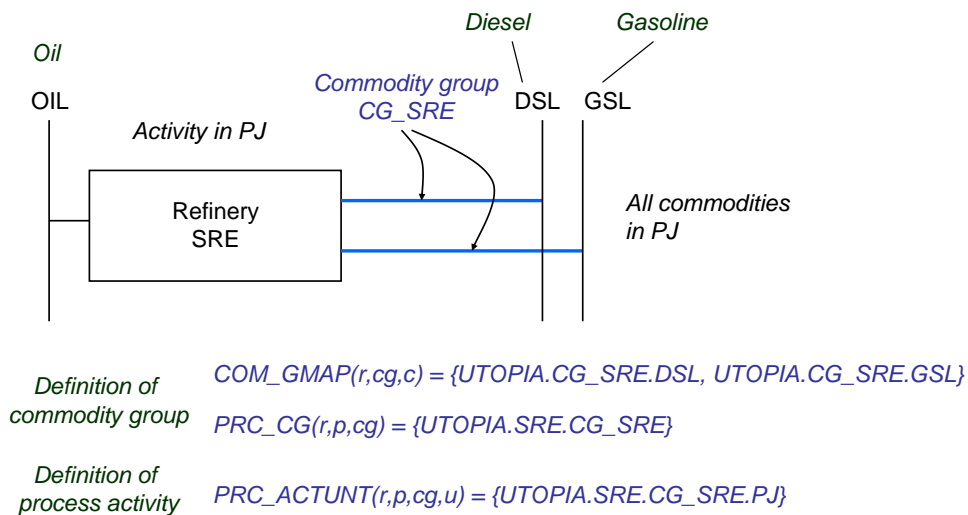 Diesel
Gasoline
Oil
Commodity group
CG_SRE
OIL
DSL
GSL
Activity in PJ
Refinery
SRE
All commodities
in PJ
Definition of
commodity group
COM_GMAP(r,cg,c) = {UTOPIA.CG_SRE.DSL, UTOPIA.CG_SRE.GSL}
PRC_CG(r,p,cg) = {UTOPIA.SRE.CG_SRE}
Definition of
process activity
PRC_ACTUNT(r,p,cg,u) = {UTOPIA.SRE.CG_SRE.PJ}